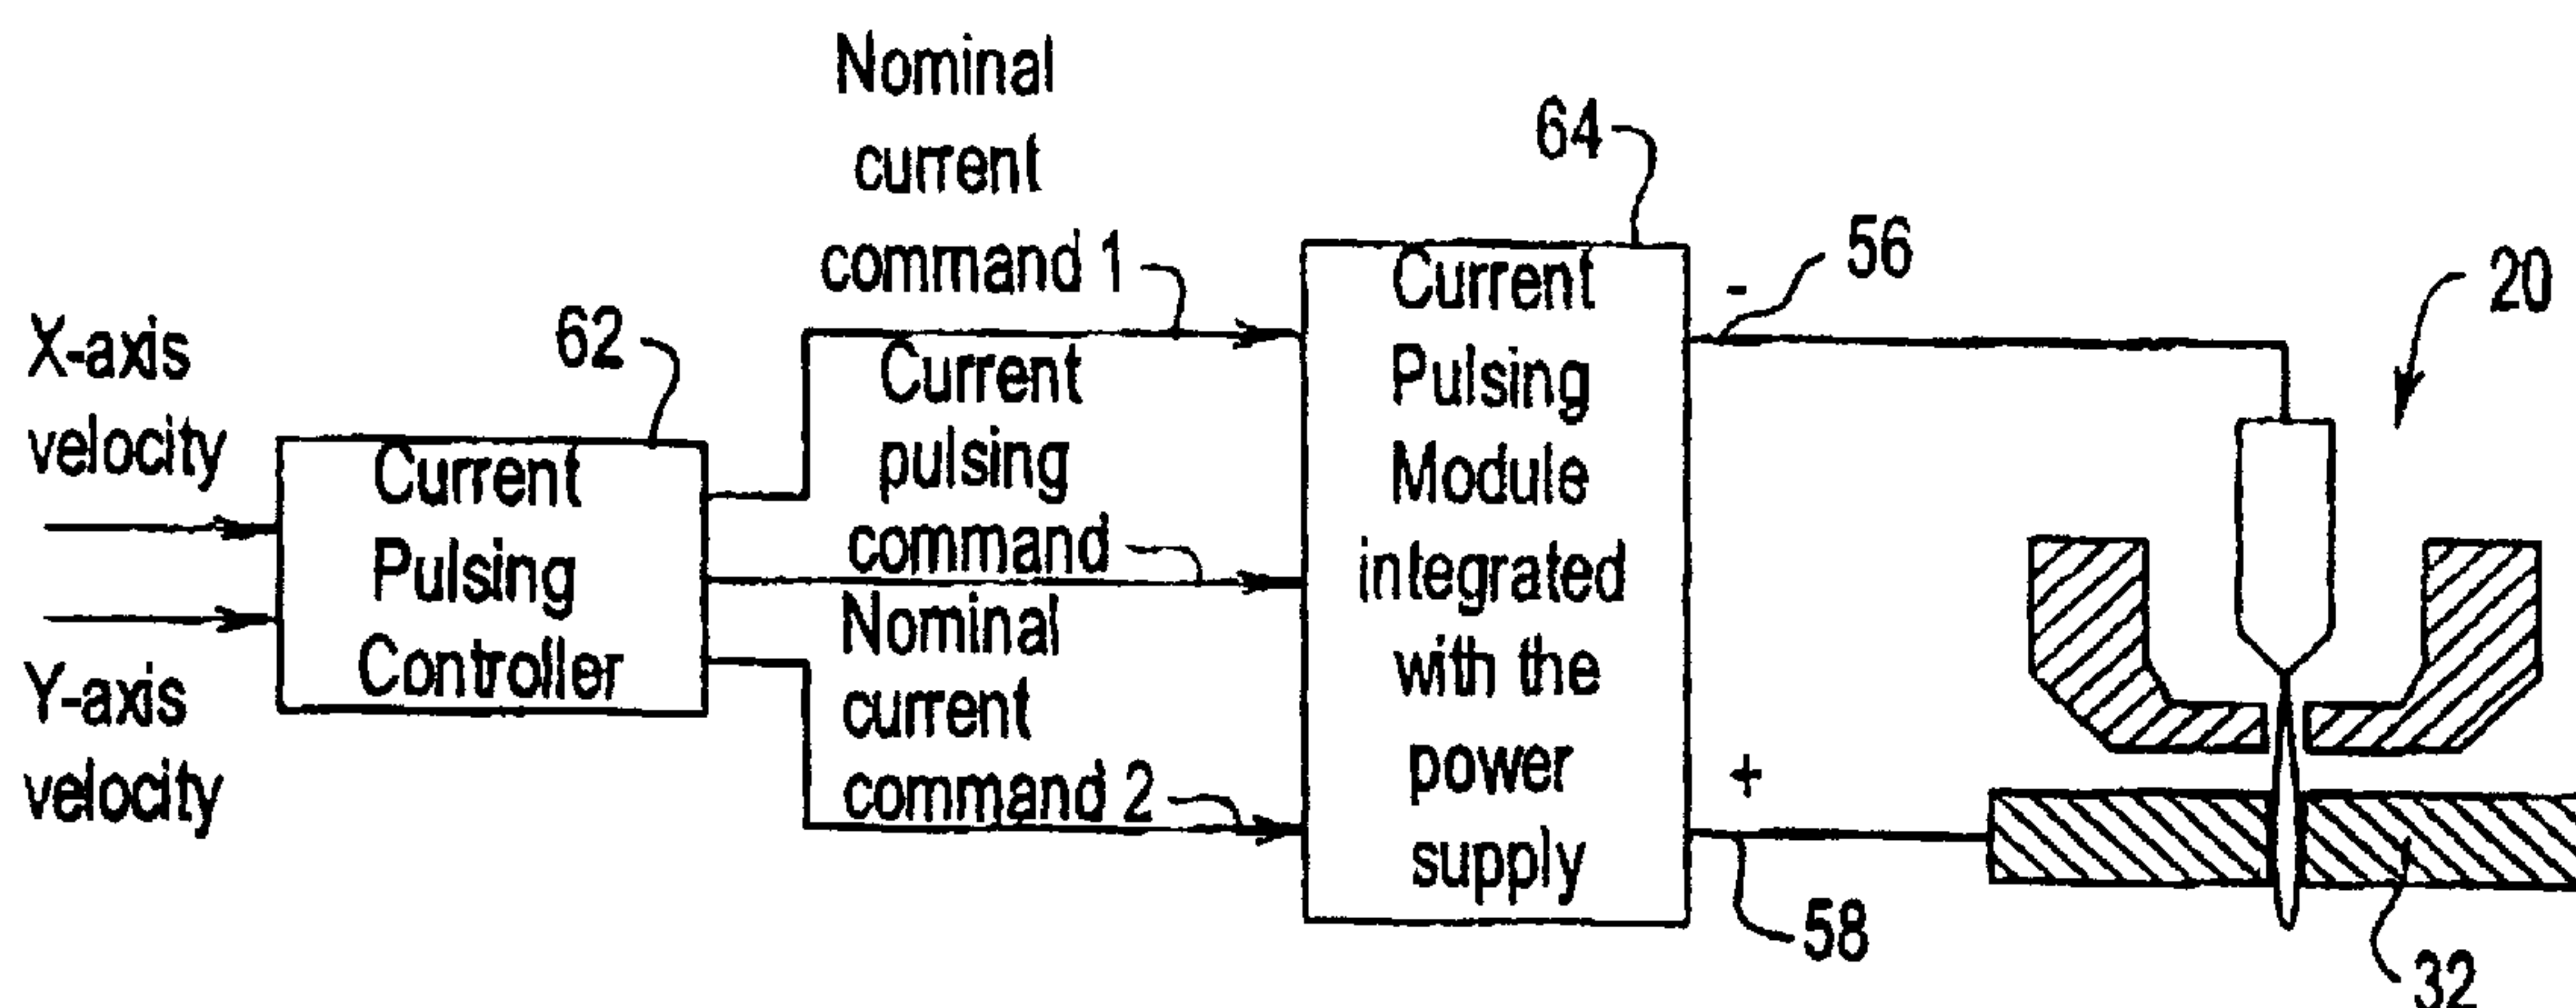 X-axis
velocity
Y-axis
velocity
62
Current
Pulsing
Controller
Nominal
current
command 1
Current
pulsing
command
Nominal
current
command 2
64
Current
Pulsing
Module
integrated
with the
power
supply
-
56
+
58
20
32